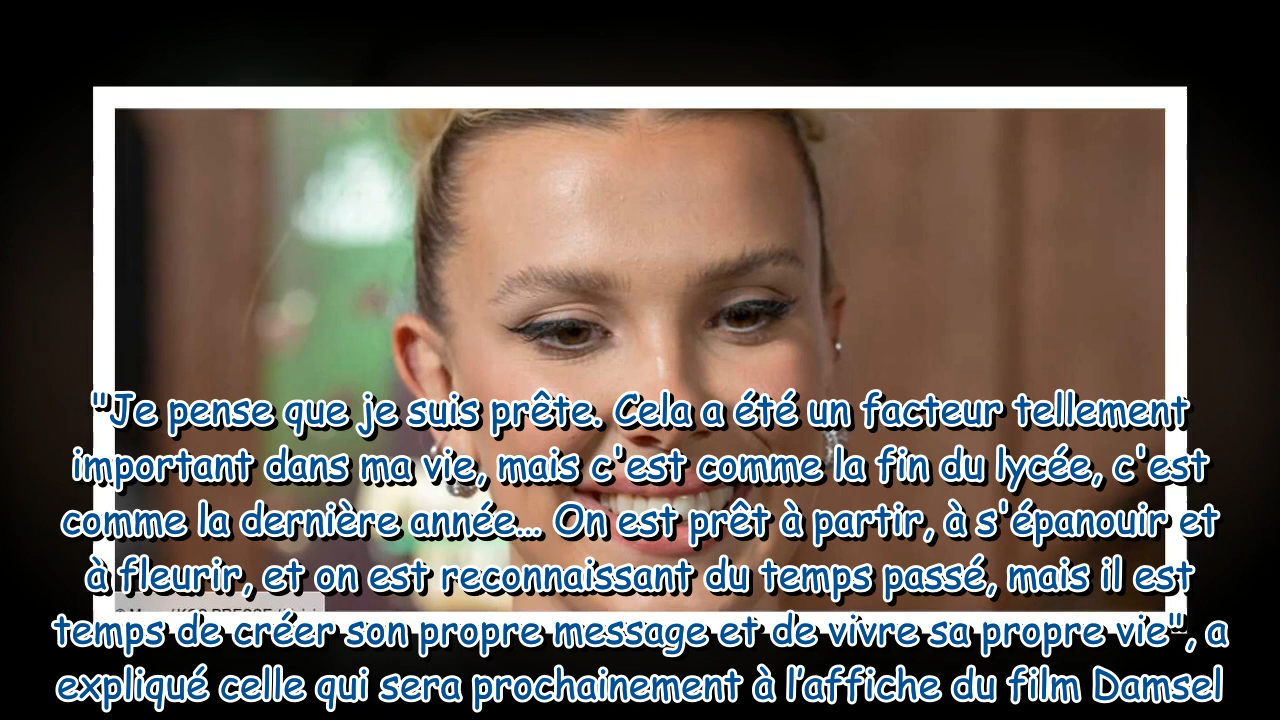 "Je pense que je suis prête. Cela a été un facteur tellement
important dans ma vie, mais c'est comme la fin du lycée, c'est
comme la dernière année... On est prêt à partir, à s'épanouir et
à fleurir, et on est reconnaissant du temps passé, mais il est
temps de créer son propre message et de vivre sa propre vie", a
expliqué celle qui sera prochainement à l'affiche du film Damsel